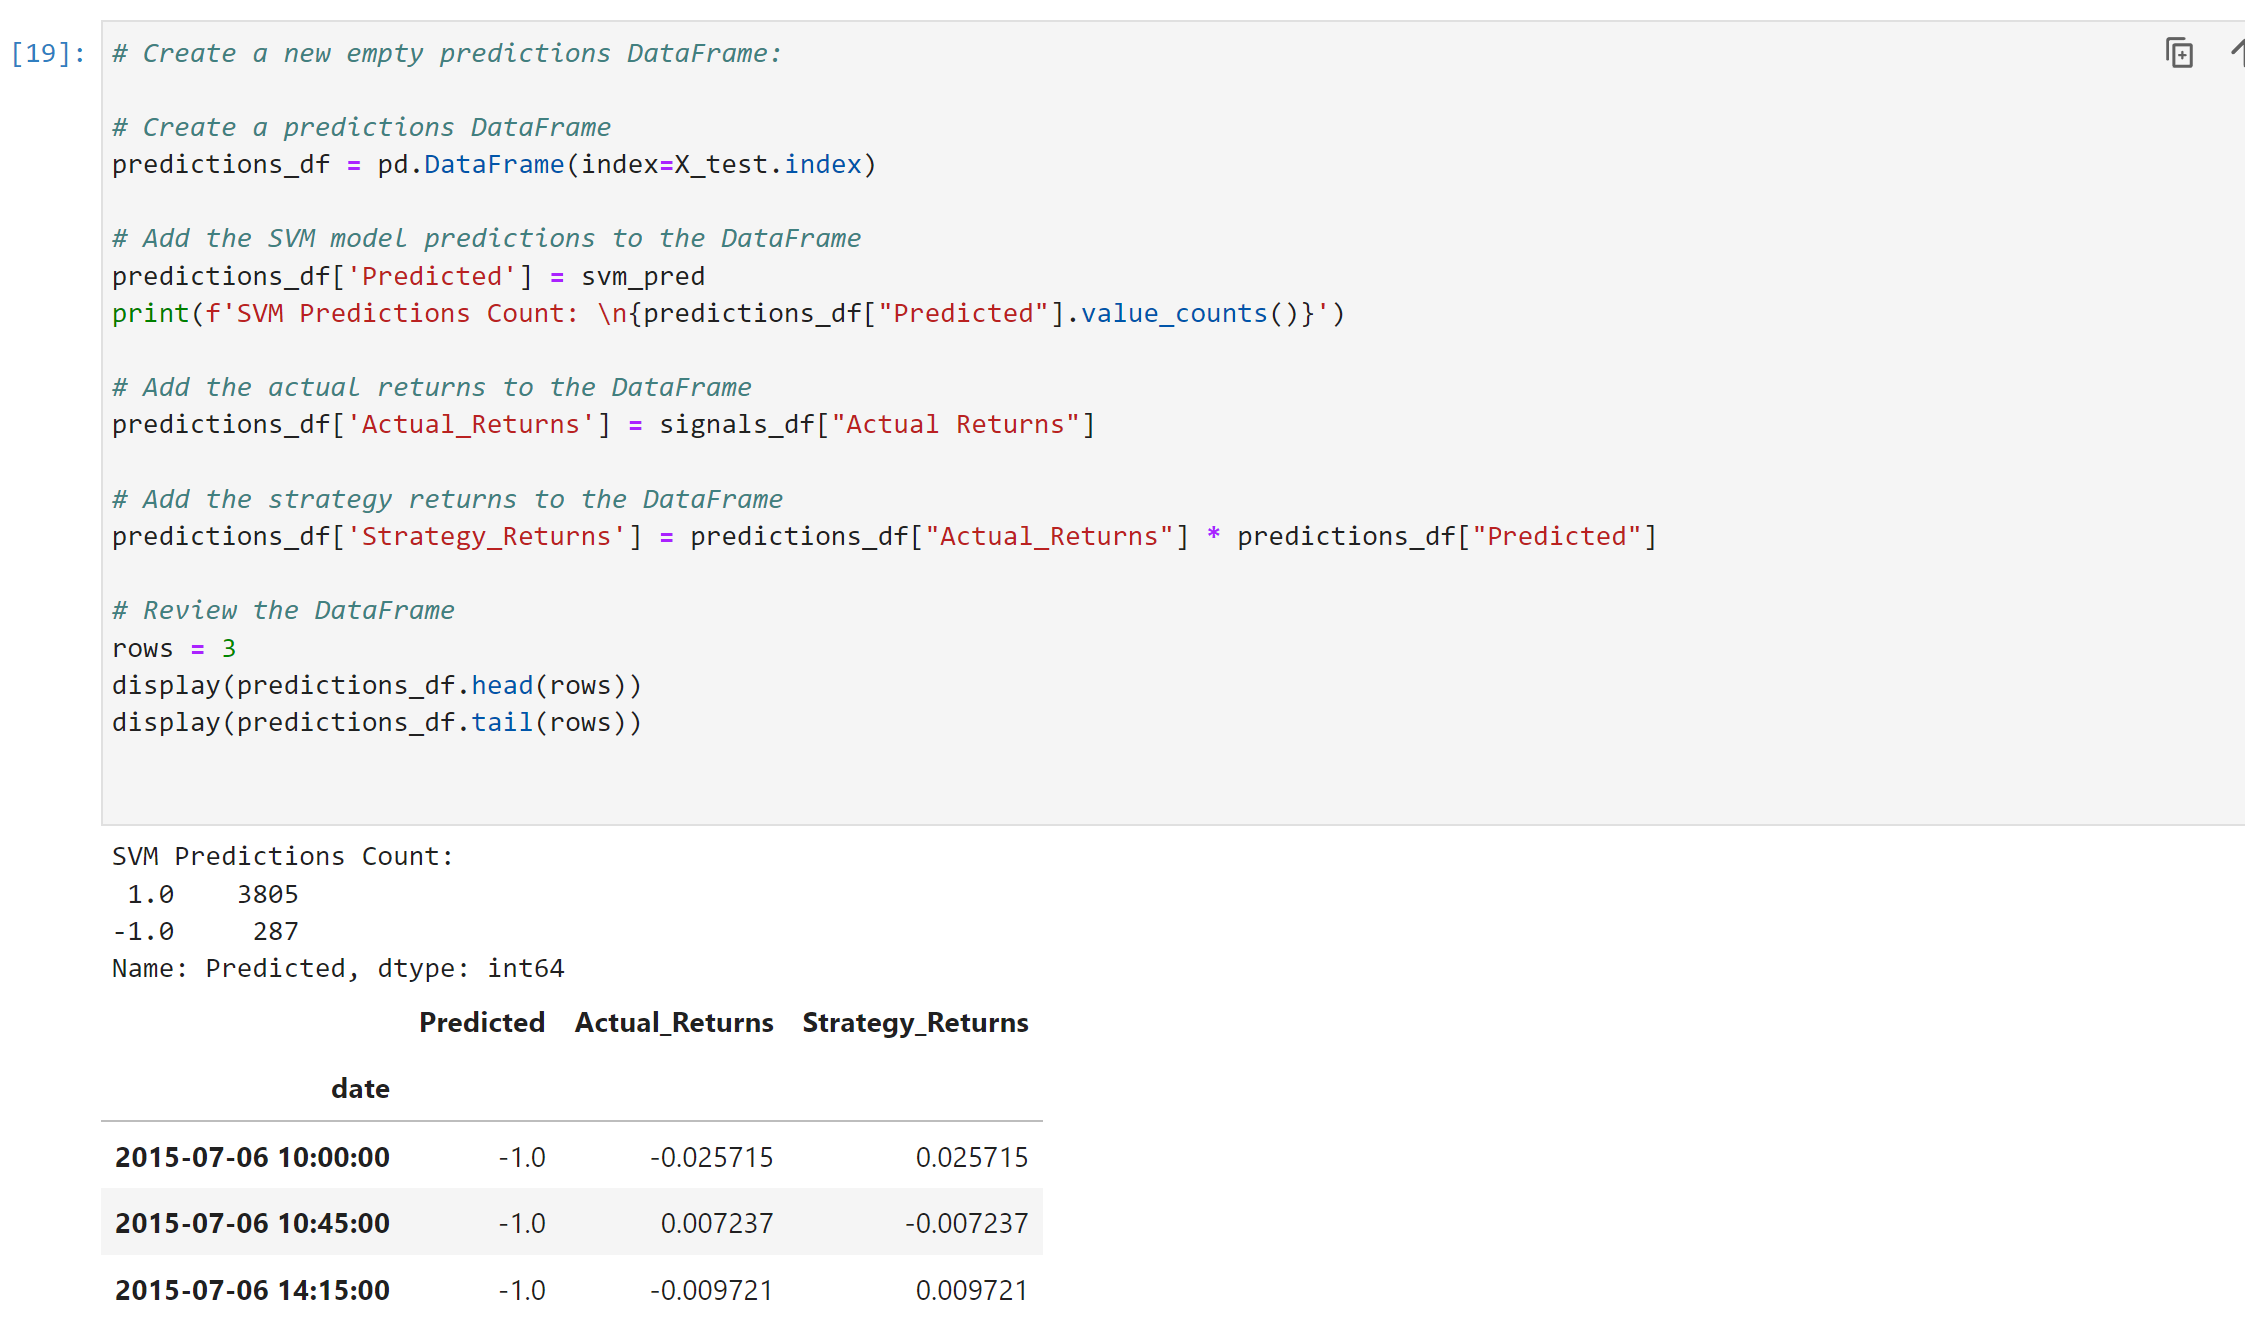 [19]:
# Create a new empty predictions DataFrame:
# Create a predictions DataFrame
predictions_df = pd.DataFrame(index=X_test.index)
# Add the SVM model predictions to the DataFrame
predictions_df['Predicted'] = svm_pred
print(f'SVM Predictions Count: \n{predictions_df["Predicted"].value_counts()}')
# Add the actual returns to the DataFrame
predictions_df['Actual_Returns'] = signals_df["Actual Returns"]
# Add the strategy returns to the DataFrame
predictions_df['Strategy_Returns'] = predictions_df["Actual_Returns"] * predictions_df["Predicted"]
# Review the DataFrame
rows = 3
display(predictions_df.head(rows))
display(predictions_df.tail(rows))
SVM Predictions Count:
1.0 3805
-1.0 287
Name: Predicted, dtype: int64
Predicted Actual_Returns Strategy_Returns
date
2015-07-06 10:00:00 -1.0 -0.025715 0.025715
2015-07-06 10:45:00 -1.0 0.007237 -0.007237
2015-07-06 14:15:00 -1.0 -0.009721 0.009721